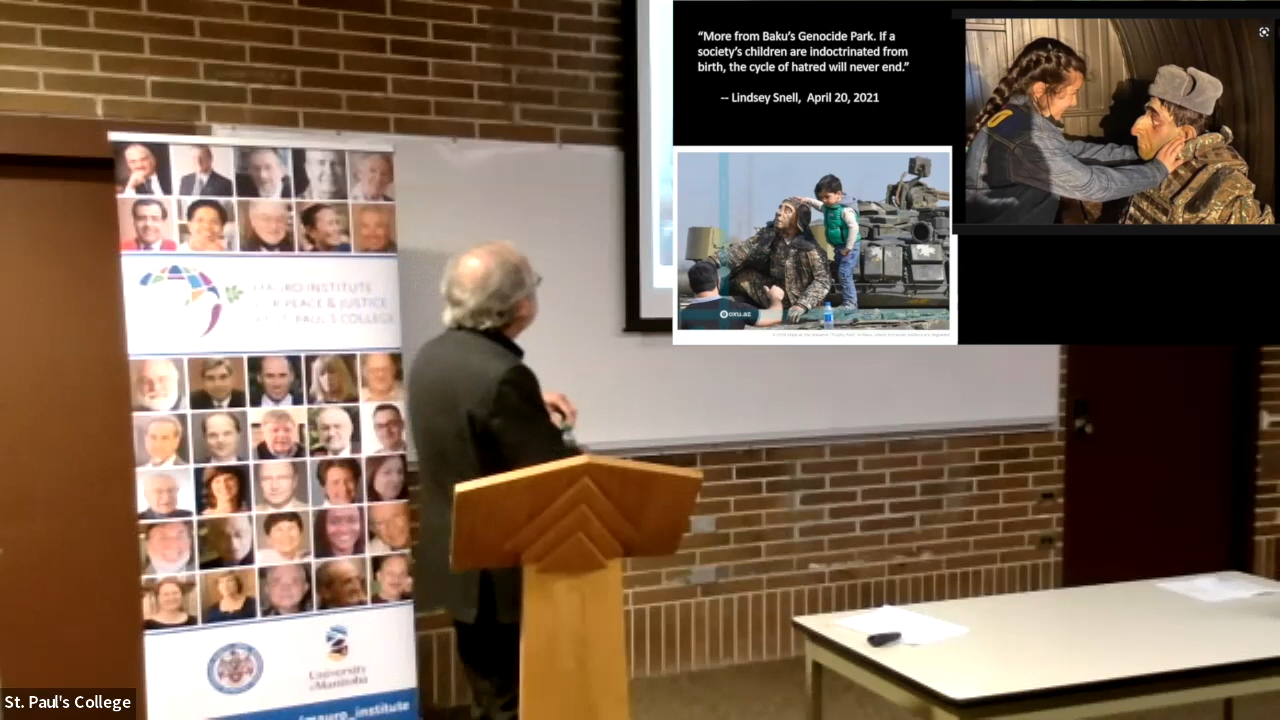 “More from Baku’s Genocide Park. If a
society’s children are indoctrinated from
birth, the cycle of hatred will never end.”
-- Lindsey Snell, April 20, 2021
oxu.az
MAURO INSTITUTE
FOR PEACE & JUSTICE
ST. PAUL'S COLLEGE
University
of Manitoba
/mauro_institute
St. Paul's College